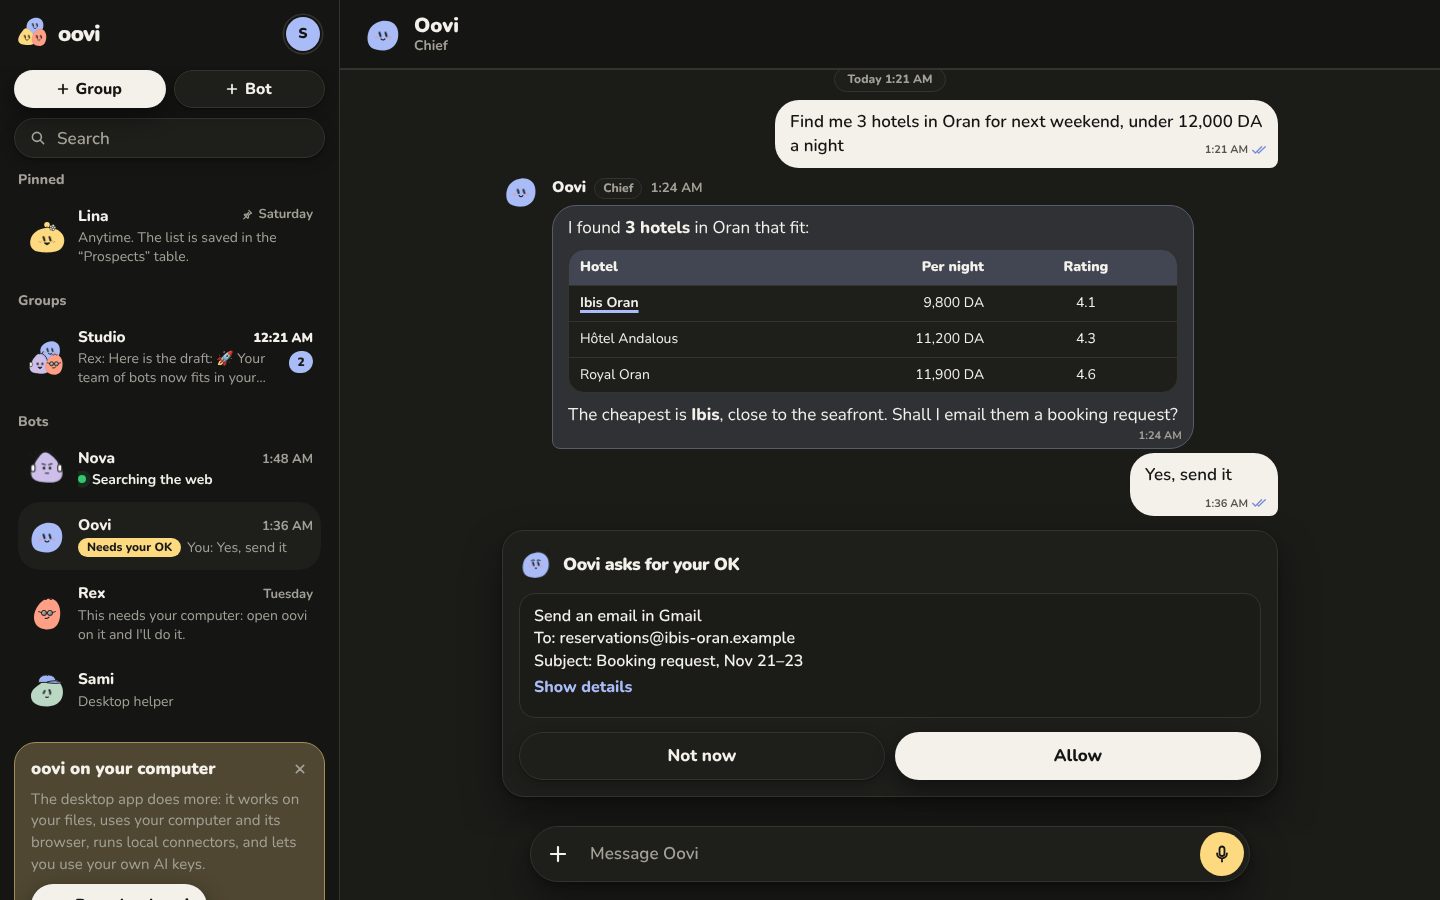 oovi
S
+ Group
+ Bot
Search
Pinned
Lina
Saturday
Anytime. The list is saved in the
“Prospects” table.
Groups
Studio
12:21 AM
Rex: Here is the draft: 🚀 Your
team of bots now fits in your…
2
Bots
Nova
1:48 AM
Searching the web
Oovi
1:36 AM
Needs your OK
You: Yes, send it
Rex
Tuesday
This needs your computer: open oovi
on it and I'll do it.
Sami
Desktop helper
oovi on your computer
The desktop app does more: it works on
your files, uses your computer and its
browser, runs local connectors, and lets
you use your own AI keys.
Oovi
Chief
Today 1:21 AM
Find me 3 hotels in Oran for next weekend, under 12,000 DA
a night
1:21 AM
Oovi Chief 1:24 AM
I found 3 hotels in Oran that fit:
Hotel Per night Rating
Ibis Oran 9,800 DA 4.1
Hôtel Andalous 11,200 DA 4.3
Royal Oran 11,900 DA 4.6
The cheapest is Ibis, close to the seafront. Shall I email them a booking request?
1:24 AM
Yes, send it
1:36 AM
Oovi asks for your OK
Send an email in Gmail
To: reservations@ibis-oran.example
Subject: Booking request, Nov 21–23
Show details
Not now
Allow
Message Oovi